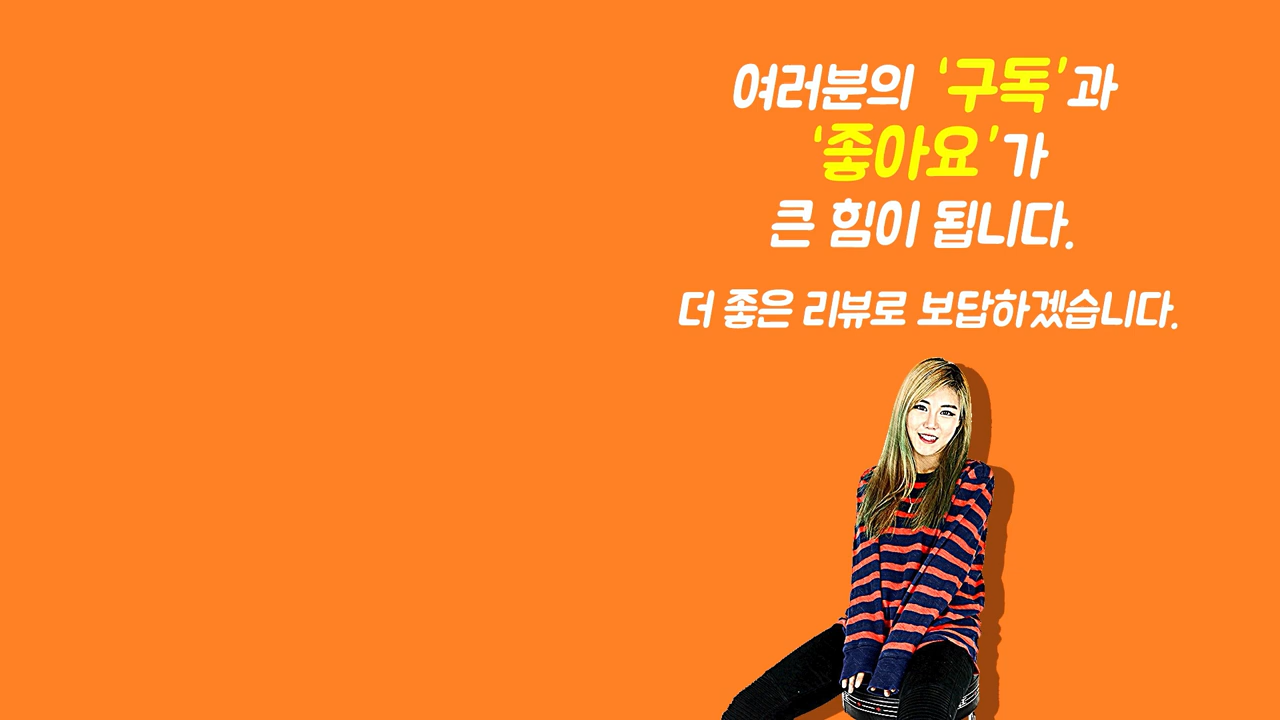 여러분의 '구독'과
'좋아요'가
큰 힘이 됩니다.
더 좋은 리뷰로 보답하겠습니다.